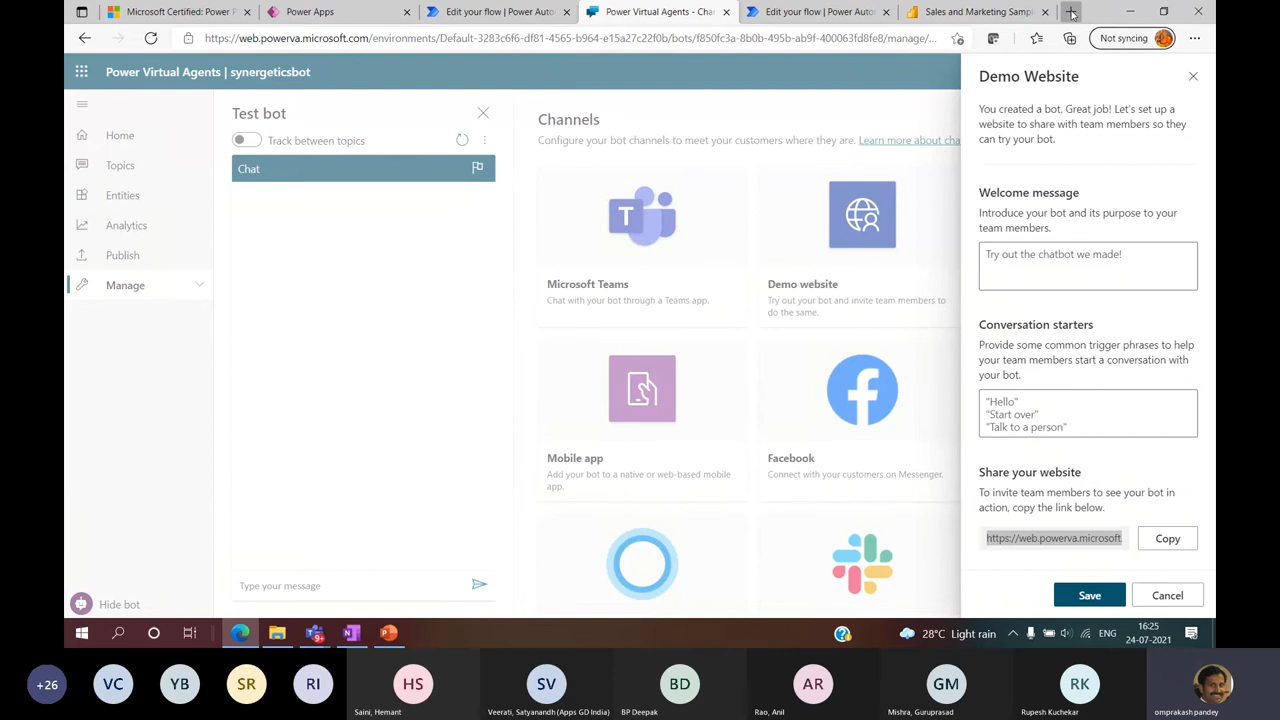 Microsoft Certified: Power P
Power Apps
Edit your flow | Power Autom
Power Virtual Agents - Cha
Edit your flow | Power Autom
Sales and Marketing Sampl
https://web.powerva.microsoft.com/environments/Default-3283c6f6-df81-4565-b964-e15a27c22f0b/bots/f850fc3a-8b0b-495b-ab9f-400063fd8fe8/manage/...
Not syncing
Power Virtual Agents | synergeticsbot
Home
Topics
Entities
Analytics
Publish
Manage
Hide bot
Test bot
Track between topics
Chat
Type your message
Channels
Configure your bot channels to meet your customers where they are. Learn more about cha
Microsoft Teams
Chat with your bot through a Teams app.
Demo website
Try out your bot and invite team members to
do the same.
Mobile app
Add your bot to a native or web-based mobile
app.
Facebook
Connect with your customers on Messenger.
Demo Website
You created a bot. Great job! Let's set up a
website to share with team members so they
can try your bot.
Welcome message
Introduce your bot and its purpose to your
team members.
Try out the chatbot we made!
Conversation starters
Provide some common trigger phrases to help
your team members start a conversation with
your bot.
"Hello"
"Start over"
"Talk to a person"
Share your website
To invite team members to see your bot in
action, copy the link below.
https://web.powerva.microsoft
Copy
Save
Cancel
28°C Light rain
ENG
16:25
24-07-2021
+26
VC
YB
SR
RI
HS
SV
BD
AR
GM
RK
Saini, Hemant
Veerati, Satyanandh (Apps GD India)
BP Deepak
Rao, Anil
Mishra, Guruprasad
Rupesh Kuchekar
omprakash pandey